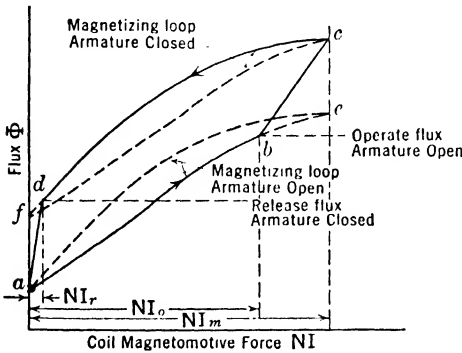 Magnetizing loop
Armature Closed
c
c
Flux Φ
b
Operate flux
Armature Open
d
Magnetizing loop
Armature Open
f
Release flux
Armature Closed
a
NIr
NIo
NIm
Coil Magnetomotive Force NI